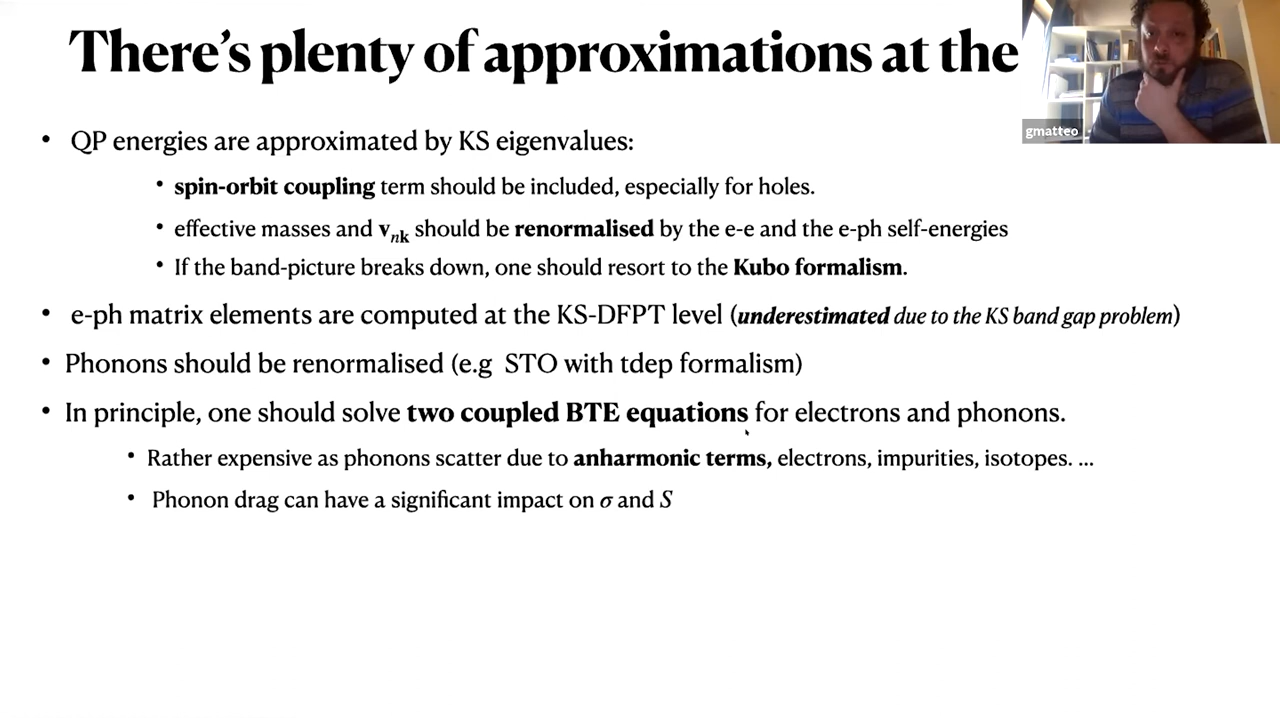 There's plenty of approximations at the
gmatteo
• QP energies are approximated by KS eigenvalues:
• spin-orbit coupling term should be included, especially for holes.
• effective masses and v_nk should be renormalised by the e-e and the e-ph self-energies
• If the band-picture breaks down, one should resort to the Kubo formalism.
• e-ph matrix elements are computed at the KS-DFPT level (underestimated due to the KS band gap problem)
• Phonons should be renormalised (e.g STO with tdep formalism)
• In principle, one should solve two coupled BTE equations for electrons and phonons.
• Rather expensive as phonons scatter due to anharmonic terms, electrons, impurities, isotopes. ...
• Phonon drag can have a significant impact on σ and S